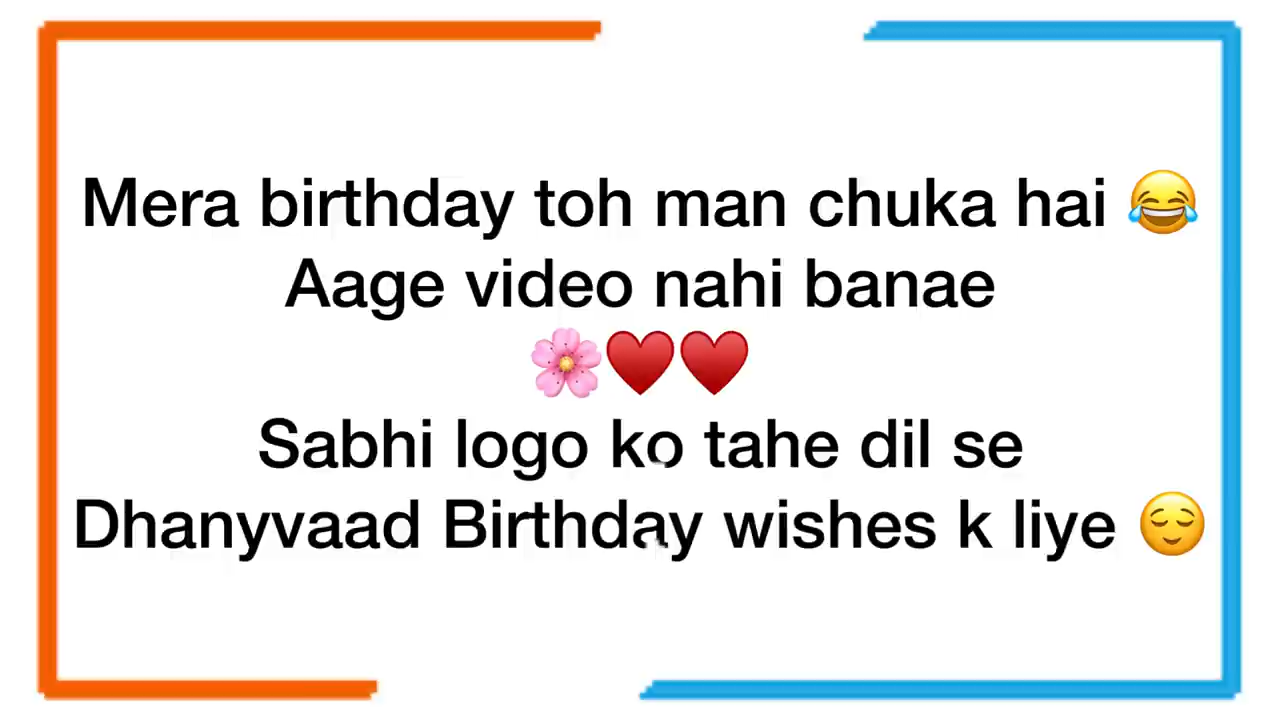 Mera birthday toh man chuka hai 😂
Aage video nahi banae
🌸♥️♥️
Sabhi logo ko tahe dil se
Dhanyvaad Birthday wishes k liye 😌